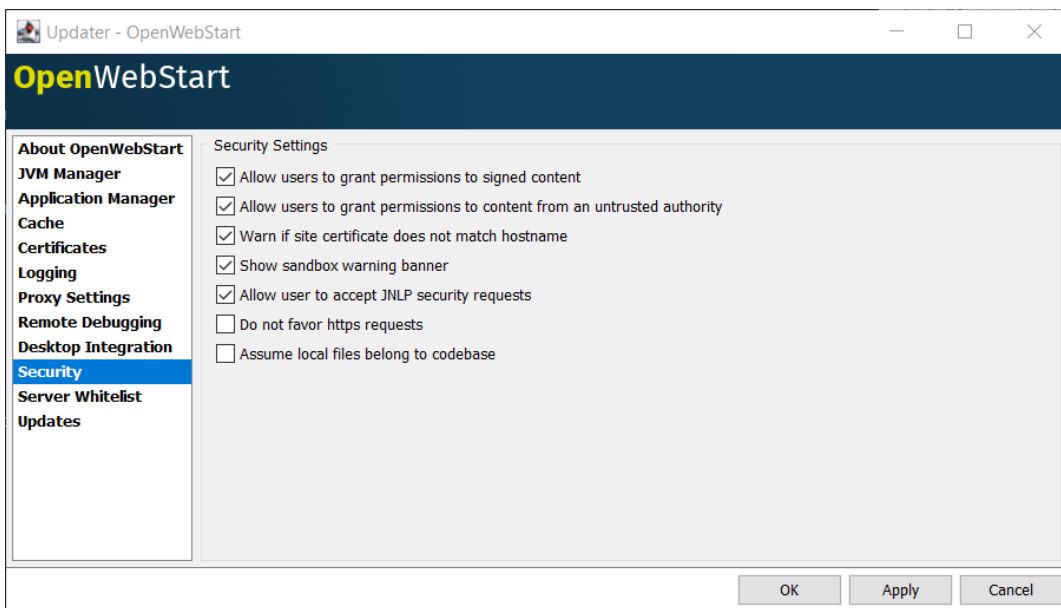 Updater - OpenWebStart
OpenWebStart
About OpenWebStart
JVM Manager
Application Manager
Cache
Certificates
Logging
Proxy Settings
Remote Debugging
Desktop Integration
Security
Server Whitelist
Updates
Security Settings
Allow users to grant permissions to signed content
Allow users to grant permissions to content from an untrusted authority
Warn if site certificate does not match hostname
Show sandbox warning banner
Allow user to accept JNLP security requests
Do not favor https requests
Assume local files belong to codebase
OK
Apply
Cancel